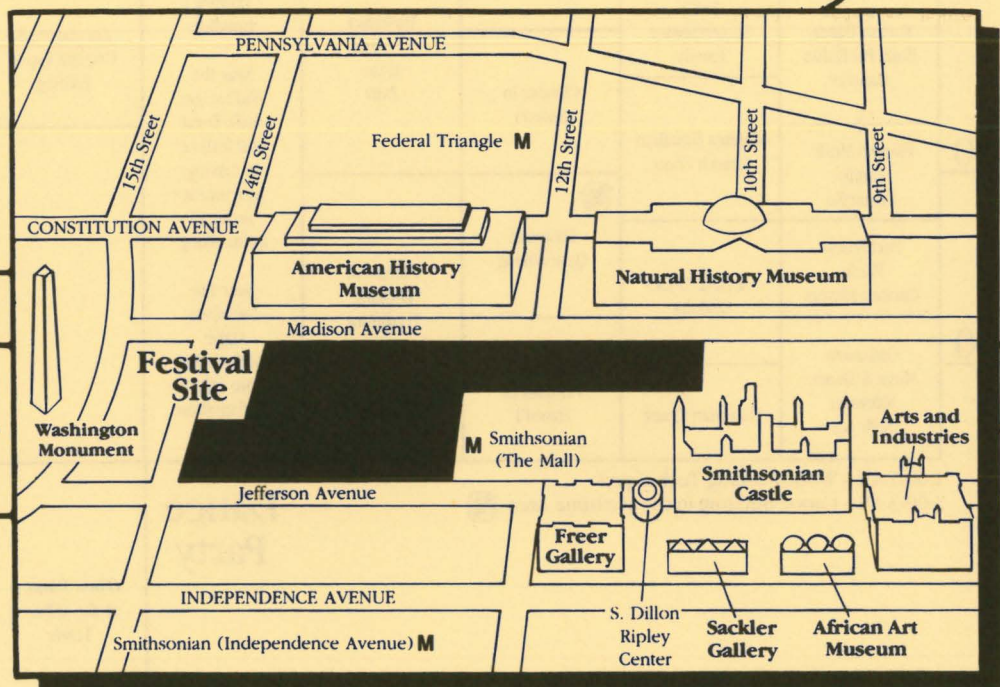 PENNSYLVANIA AVENUE
15th Street
14th Street
Federal Triangle M
12th Street
10th Street
9th Street
CONSTITUTION AVENUE
American History
Museum
Natural History Museum
Madison Avenue
Festival
Site
Washington
Monument
M Smithsonian
(The Mall)
Arts and
Industries
Smithsonian
Castle
Jefferson Avenue
Freer
Gallery
INDEPENDENCE AVENUE
S. Dillon
Ripley
Center
Sackler
Gallery
African Art
Museum
Smithsonian (Independence Avenue) M